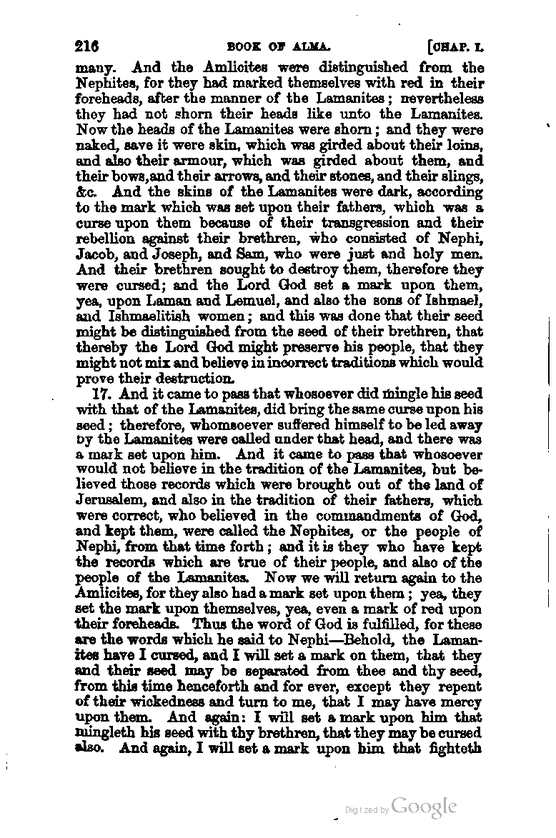 216 BOOK OF ALMA. [CHAP. I.
many. And the Amlicites were distinguished from the
Nephites, for they had marked themselves with red in their
foreheads, after the manner of the Lamanites; nevertheless
they had not shorn their heads like unto the Lamanites.
Now the heads of the Lamanites were shorn; and they were
naked, save it were skin, which was girded about their loins,
and also their armour, which was girded about them, and
their bows,and their arrows, and their stones, and their slings,
&c. And the skins of the Lamanites were dark, according
to the mark which was set upon their fathers, which was a
curse upon them because of their transgression and their
rebellion against their brethren, who consisted of Nephi,
Jacob, and Joseph, and Sam, who were just and holy men.
And their brethren sought to destroy them, therefore they
were cursed; and the Lord God set a mark upon them,
yea, upon Laman and Lemuel, and also the sons of Ishmael,
and Ishmaelitish women; and this was done that their seed
might be distinguished from the seed of their brethren, that
thereby the Lord God might preserve his people, that they
might not mix and believe in incorrect traditions which would
prove their destruction.
17. And it came to pass that whosoever did mingle his seed
with that of the Lamanites, did bring the same curse upon his
seed; therefore, whomsoever suffered himself to be led away
by the Lamanites were called under that head, and there was
a mark set upon him. And it came to pass that whosoever
would not believe in the tradition of the Lamanites, but be-
lieved those records which were brought out of the land of
Jerusalem, and also in the tradition of their fathers, which
were correct, who believed in the commandments of God,
and kept them, were called the Nephites, or the people of
Nephi, from that time forth; and it is they who have kept
the records which are true of their people, and also of the
people of the Lamanites. Now we will return again to the
Amlicites, for they also had a mark set upon them; yea, they
set the mark upon themselves, yea, even a mark of red upon
their foreheads. Thus the word of God is fulfilled, for these
are the words which he said to Nephi—Behold, the Laman-
ites have I cursed, and I will set a mark on them, that they
and their seed may be separated from thee and thy seed,
from this time henceforth and for ever, except they repent
of their wickedness and turn to me, that I may have mercy
upon them. And again: I will set a mark upon him that
mingleth his seed with thy brethren, that they may be cursed
also. And again, I will set a mark upon him that fighteth
Digitized by Google